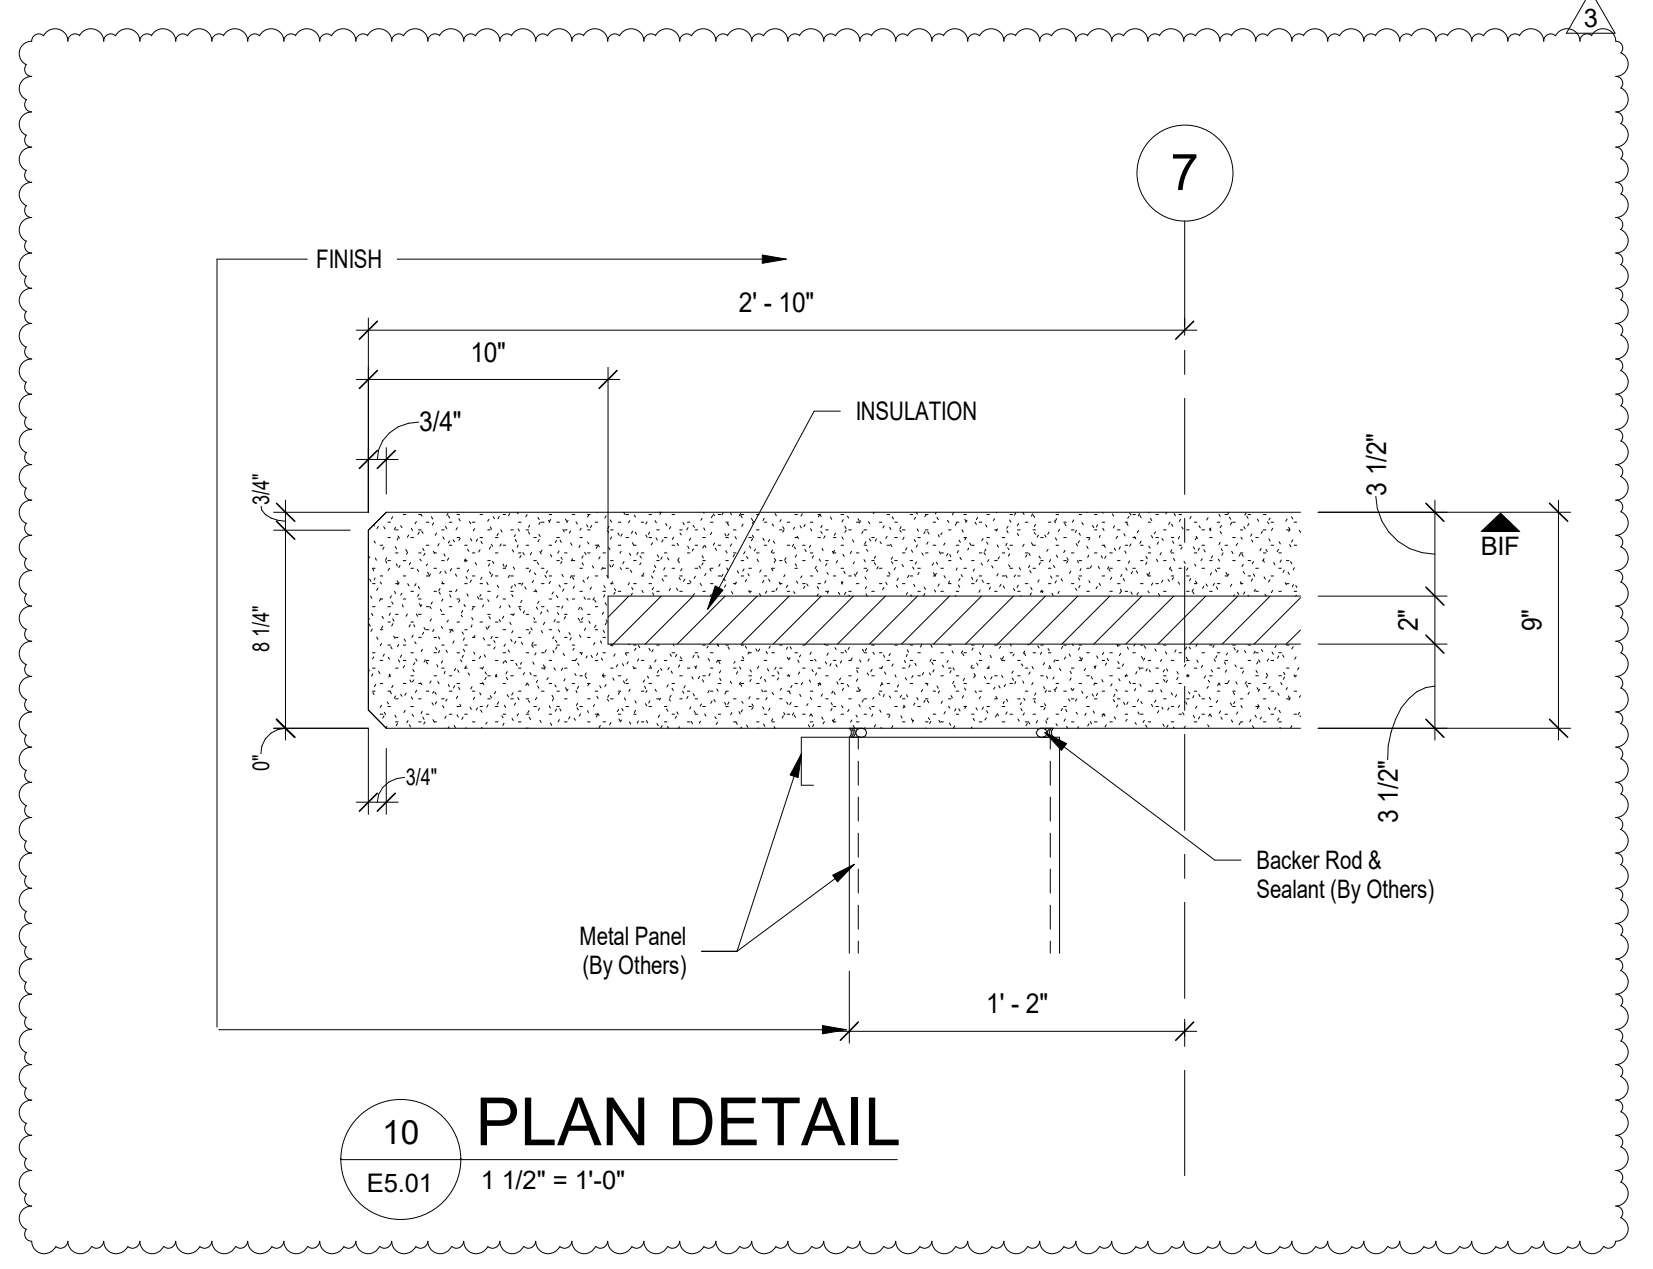 3
7
FINISH
2' - 10"
10"
INSULATION
3/4"
3 1/2"
3/4"
BIF
8 1/4"
2"
9"
0"
3/4"
3 1/2"
Backer Rod &
Sealant (By Others)
Metal Panel
(By Others)
1' - 2"
10
PLAN DETAIL
E5.01
1 1/2" = 1'-0"